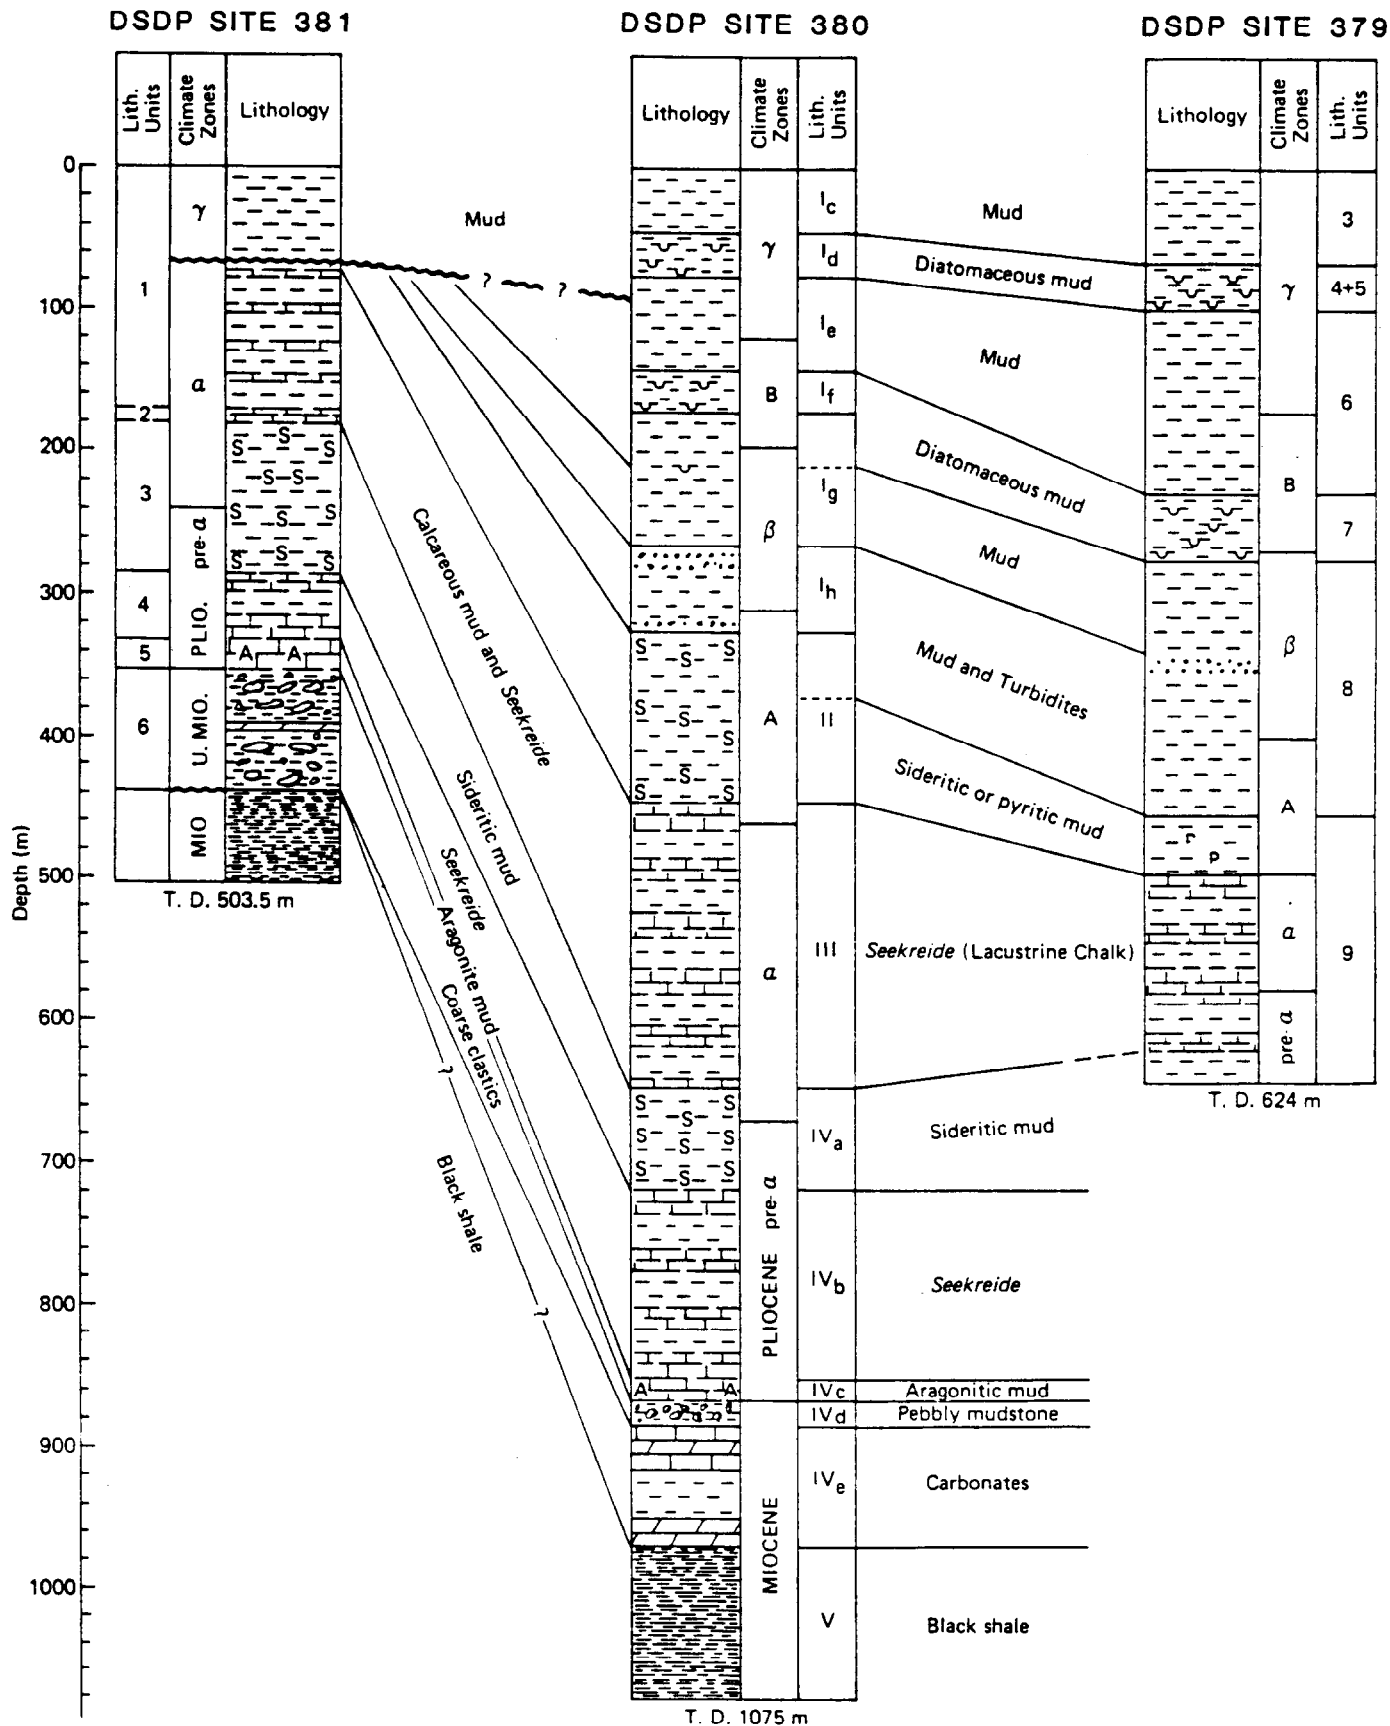 DSDP SITE 381
DSDP SITE 380
DSDP SITE 379
Lith. Units
Climate Zones
Lithology
Lithology
Climate Zones
Lith. Units
Lithology
Climate Zones
Lith. Units
Depth (m)
0
100
200
300
400
500
600
700
800
900
1000
1
2
3
4
5
6
γ
α
pre-α
PLIO.
U. MIO.
MIO
S
S S
S S
S S S
S S S
A A
T. D. 503.5 m
Mud
? ?
Calcareous mud and Seekreide
Sideritic mud
Seekreide
Aragonite mud
Coarse clastics
?
Black shale
?
S S S
S S
S
S S
S S S
S S
S
S S S
A A
γ
B
β
A
α
pre-α
PLIOCENE
MIOCENE
Ic
Id
Ie
If
Ig
Ih
II
III
IVa
IVb
IVc
IVd
IVe
V
T. D. 1075 m
Mud
Diatomaceous mud
Mud
Diatomaceous mud
Mud
Mud and Turbidites
Sideritic or pyritic mud
Seekreide (Lacustrine Chalk)
Sideritic mud
Seekreide
Aragonitic mud
Pebbly mudstone
Carbonates
Black shale
P
γ
B
β
A
α
pre-α
3
4+5
6
7
8
9
T. D. 624 m